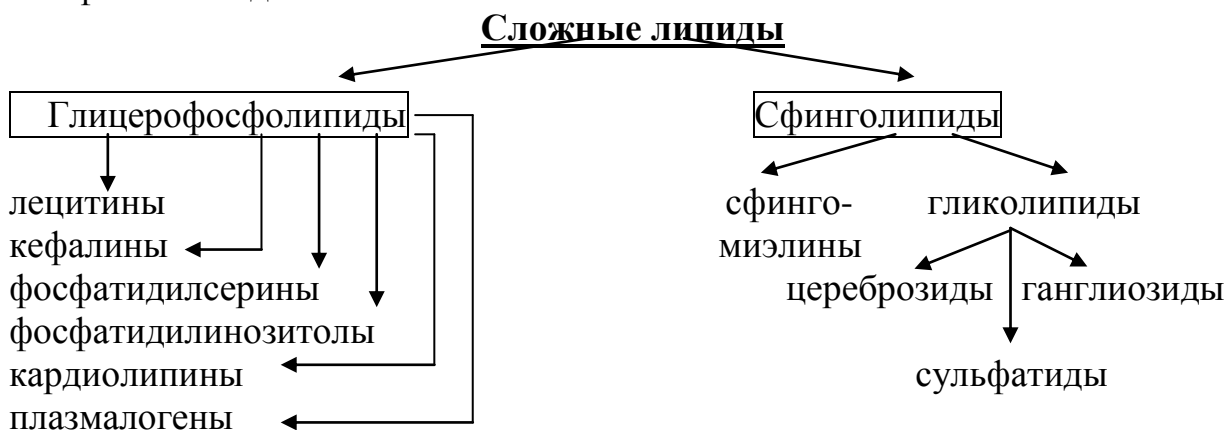 Сложные липиды
Глицерофосфолипиды
лецитины
кефалины
фосфатидилсерины
фосфатидилинозитолы
кардиолипины
плазмалогены
Сфинголипиды
сфинго-
миэлины
гликолипиды
цереброзиды
ганглиозиды
сульфатиды